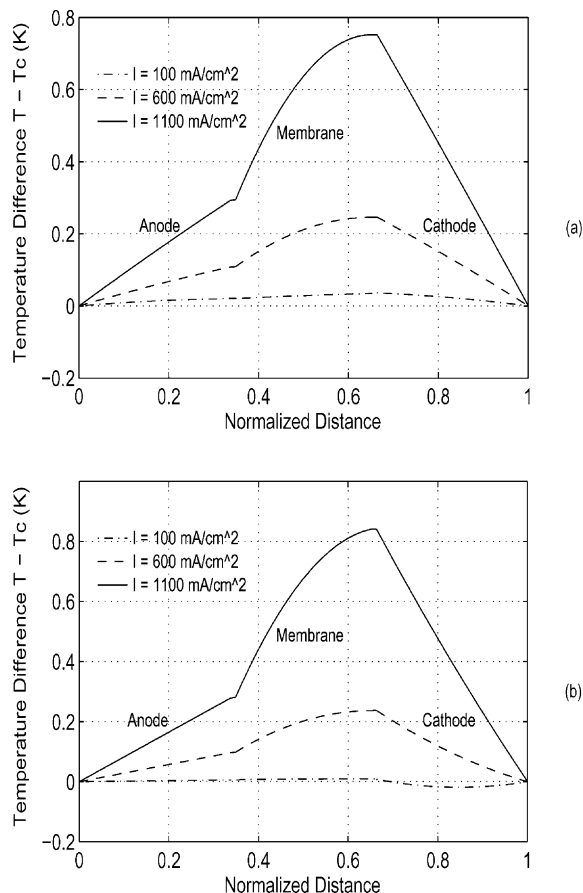 0.8
I = 100 mA/cm^2
I = 600 mA/cm^2
0.6
I = 1100 mA/cm^2
Membrane
0.4
Temperature Difference T − Tc (K)
Anode
Cathode
0.2
(a)
0
−0.2
0 0.2 0.4 0.6 0.8 1
Normalized Distance
0.8
I = 100 mA/cm^2
I = 600 mA/cm^2
I = 1100 mA/cm^2
0.6
Membrane
0.4
Temperature Difference T − Tc (K)
(b)
Anode
Cathode
0.2
0
−0.2
0 0.2 0.4 0.6 0.8 1
Normalized Distance